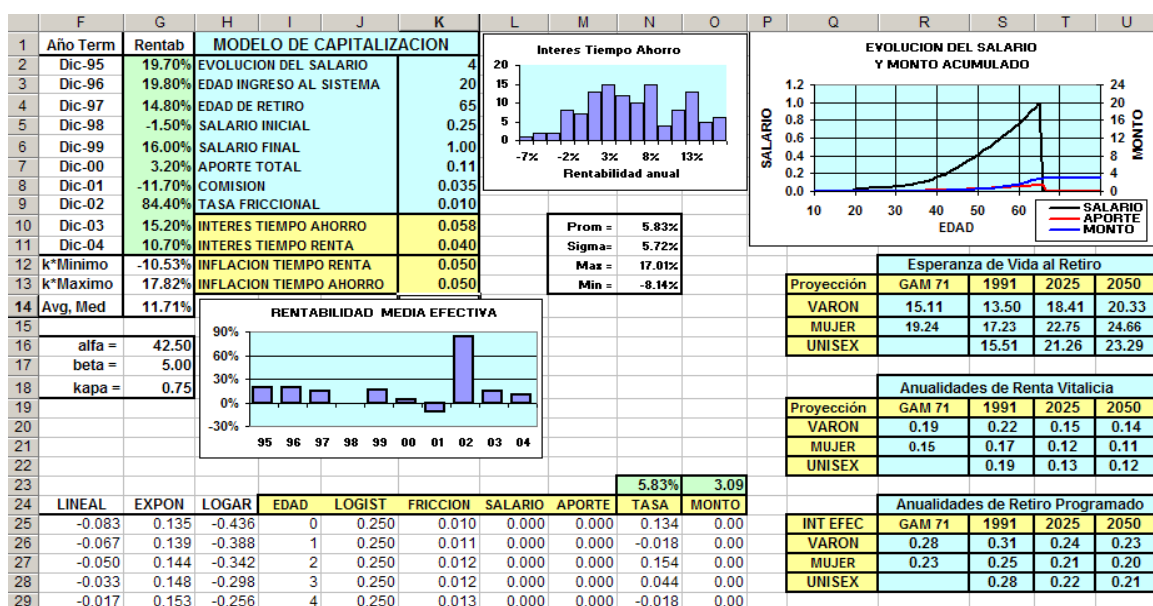 F G H I J K L M N O P Q R S T U
1 Año Term Rentab MODELO DE CAPITALIZACION
2 Dic-95 19.70% EVOLUCION DEL SALARIO 4
3 Dic-96 19.80% EDAD INGRESO AL SISTEMA 20
4 Dic-97 14.80% EDAD DE RETIRO 65
5 Dic-98 -1.50% SALARIO INICIAL 0.25
6 Dic-99 16.00% SALARIO FINAL 1.00
7 Dic-00 3.20% APORTE TOTAL 0.11
8 Dic-01 -11.70% COMISION 0.035
9 Dic-02 84.40% TASA FRICCIONAL 0.010
10 Dic-03 15.20% INTERES TIEMPO AHORRO 0.058
11 Dic-04 10.70% INTERES TIEMPO RENTA 0.040
12 k*Minimo -10.53% INFLACION TIEMPO RENTA 0.050
13 k*Maximo 17.82% INFLACION TIEMPO AHORRO 0.050
14 Avg, Med 11.71%
15
16 alfa = 42.50
17 beta = 5.00
18 kapa = 0.75
19
20
21
22
Interes Tiempo Ahorro
20
15
10
5
0
-7% -2% 3% 8% 13%
Rentabilidad anual
Prom = 5.83%
Sigma= 5.72%
Max = 17.01%
Min = -8.14%
EVOLUCION DEL SALARIO
Y MONTO ACUMULADO
SALARIO
1.2
1.0
0.8
0.6
0.4
0.2
0.0
24
20
16
12
8
4
0
MONTO
10 20 30 40 50 60
EDAD
SALARIO
APORTE
MONTO
RENTABILIDAD MEDIA EFECTIVA
90%
60%
30%
0%
-30%
95 96 97 98 99 00 01 02 03 04
Esperanza de Vida al Retiro
Proyección GAM 71 1991 2025 2050
VARON 15.11 13.50 18.41 20.33
MUJER 19.24 17.23 22.75 24.66
UNISEX 15.51 21.26 23.29
Anualidades de Renta Vitalicia
Proyección GAM 71 1991 2025 2050
VARON 0.19 0.22 0.15 0.14
MUJER 0.15 0.17 0.12 0.11
UNISEX 0.19 0.13 0.12
23 5.83% 3.09
24 LINEAL EXPON LOGAR EDAD LOGIST FRICCION SALARIO APORTE TASA MONTO
25 -0.083 0.135 -0.436 0 0.250 0.010 0.000 0.000 0.134 0.00
26 -0.067 0.139 -0.388 1 0.250 0.011 0.000 0.000 -0.018 0.00
27 -0.050 0.144 -0.342 2 0.250 0.012 0.000 0.000 0.154 0.00
28 -0.033 0.148 -0.298 3 0.250 0.012 0.000 0.000 0.044 0.00
29 -0.017 0.153 -0.256 4 0.250 0.013 0.000 0.000 -0.018 0.00
Anualidades de Retiro Programado
INT EFEC GAM 71 1991 2025 2050
VARON 0.28 0.31 0.24 0.23
MUJER 0.23 0.25 0.21 0.20
UNISEX 0.28 0.22 0.21